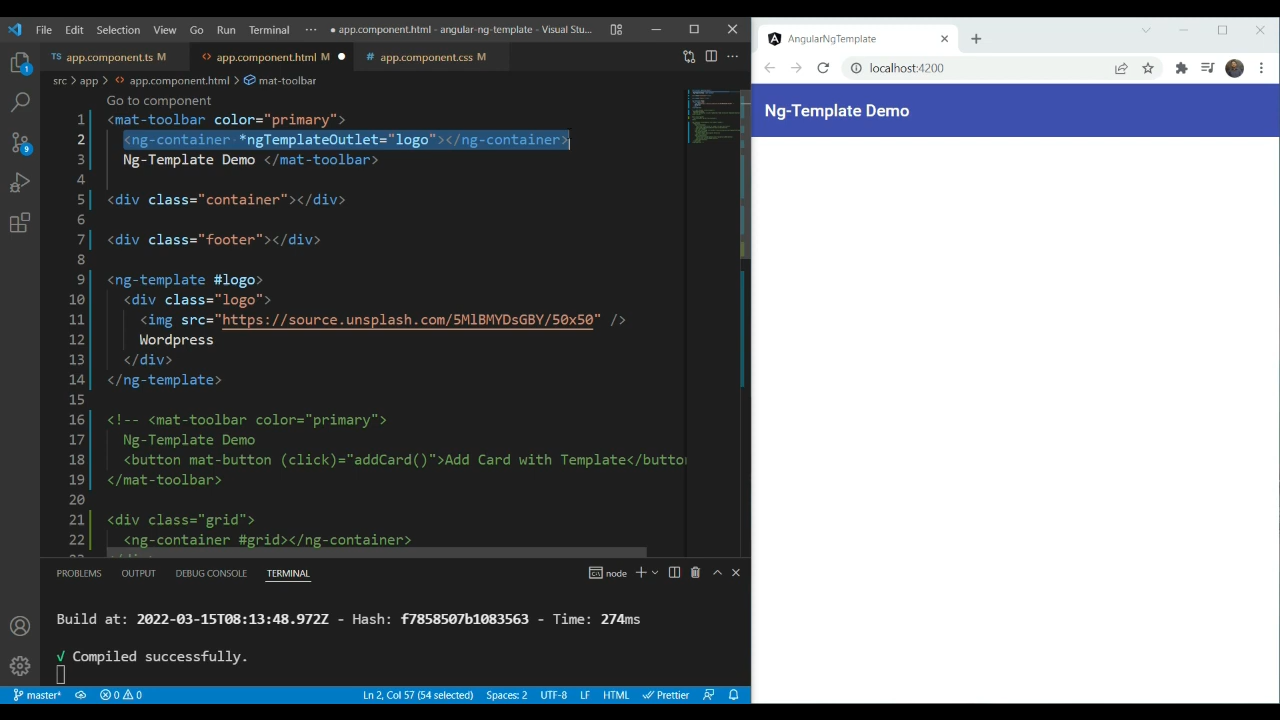 File Edit Selection View Go Run Terminal ··· ● app.component.html - angular-ng-template - Visual Stu...
TS app.component.ts M <> app.component.html M ● # app.component.css M
src > app > <> app.component.html > mat-toolbar
Go to component
1 <mat-toolbar color="primary">
2 <ng-container *ngTemplateOutlet="logo"></ng-container>
3 Ng-Template Demo </mat-toolbar>
4
5 <div class="container"></div>
6
7 <div class="footer"></div>
8
9 <ng-template #logo>
10 <div class="logo">
11 <img src="https://source.unsplash.com/5MlBMYDsGBY/50x50" />
12 Wordpress
13 </div>
14 </ng-template>
15
16 <!-- <mat-toolbar color="primary">
17 Ng-Template Demo
18 <button mat-button (click)="addCard()">Add Card with Template</button
19 </mat-toolbar>
20
21 <div class="grid">
22 <ng-container #grid></ng-container>
1
9
PROBLEMS OUTPUT DEBUG CONSOLE TERMINAL node
Build at: 2022-03-15T08:13:48.972Z - Hash: f7858507b1083563 - Time: 274ms
√ Compiled successfully.
master* 0 0 Ln 2, Col 57 (54 selected) Spaces: 2 UTF-8 LF HTML Prettier
AngularNgTemplate
localhost:4200
Ng-Template Demo